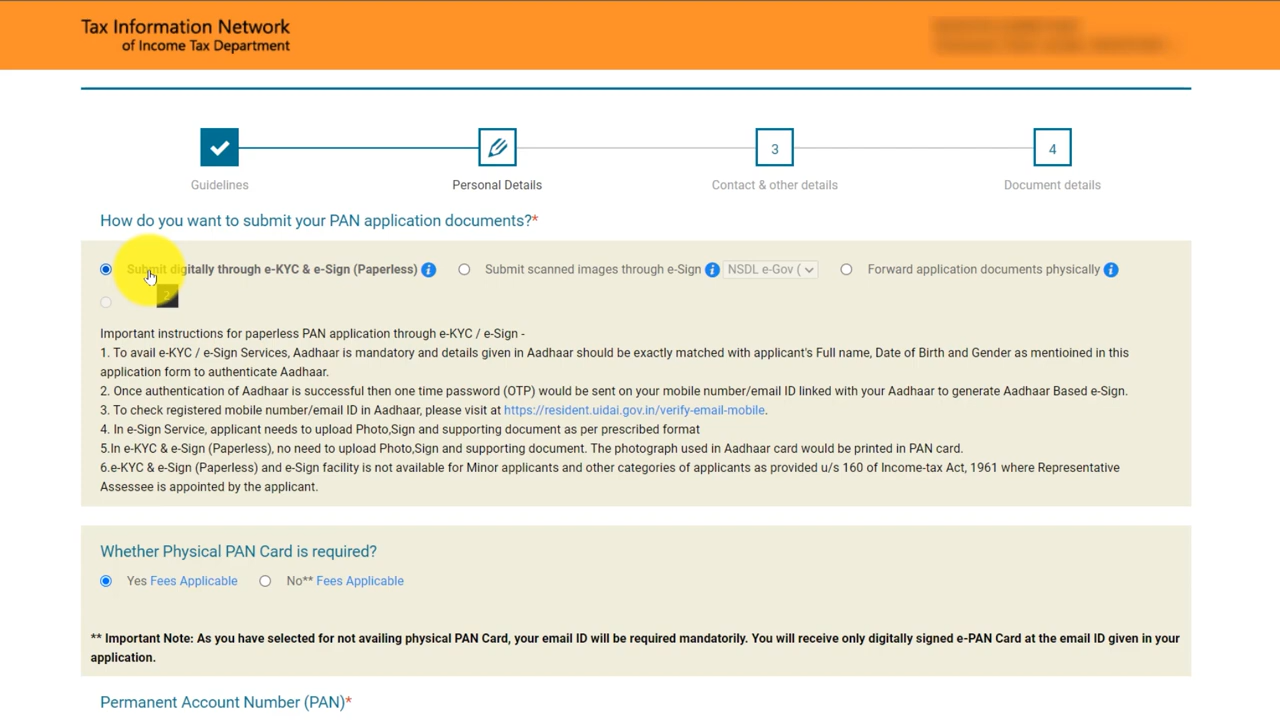 Tax Information Network
of Income Tax Department
3
4
Guidelines
Personal Details
Contact & other details
Document details
How do you want to submit your PAN application documents?*
Submit digitally through e-KYC & e-Sign (Paperless) i
Submit scanned images through e-Sign i NSDL e-Gov (
Forward application documents physically i
Important instructions for paperless PAN application through e-KYC / e-Sign -
1. To avail e-KYC / e-Sign Services, Aadhaar is mandatory and details given in Aadhaar should be exactly matched with applicant's Full name, Date of Birth and Gender as mentioined in this
application form to authenticate Aadhaar.
2. Once authentication of Aadhaar is successful then one time password (OTP) would be sent on your mobile number/email ID linked with your Aadhaar to generate Aadhaar Based e-Sign.
3. To check registered mobile number/email ID in Aadhaar, please visit at https://resident.uidai.gov.in/verify-email-mobile.
4. In e-Sign Service, applicant needs to upload Photo,Sign and supporting document as per prescribed format
5.In e-KYC & e-Sign (Paperless), no need to upload Photo,Sign and supporting document. The photograph used in Aadhaar card would be printed in PAN card.
6.e-KYC & e-Sign (Paperless) and e-Sign facility is not available for Minor applicants and other categories of applicants as provided u/s 160 of Income-tax Act, 1961 where Representative
Assessee is appointed by the applicant.
Whether Physical PAN Card is required?
Yes Fees Applicable
No** Fees Applicable
** Important Note: As you have selected for not availing physical PAN Card, your email ID will be required mandatorily. You will receive only digitally signed e-PAN Card at the email ID given in your
application.
Permanent Account Number (PAN)*